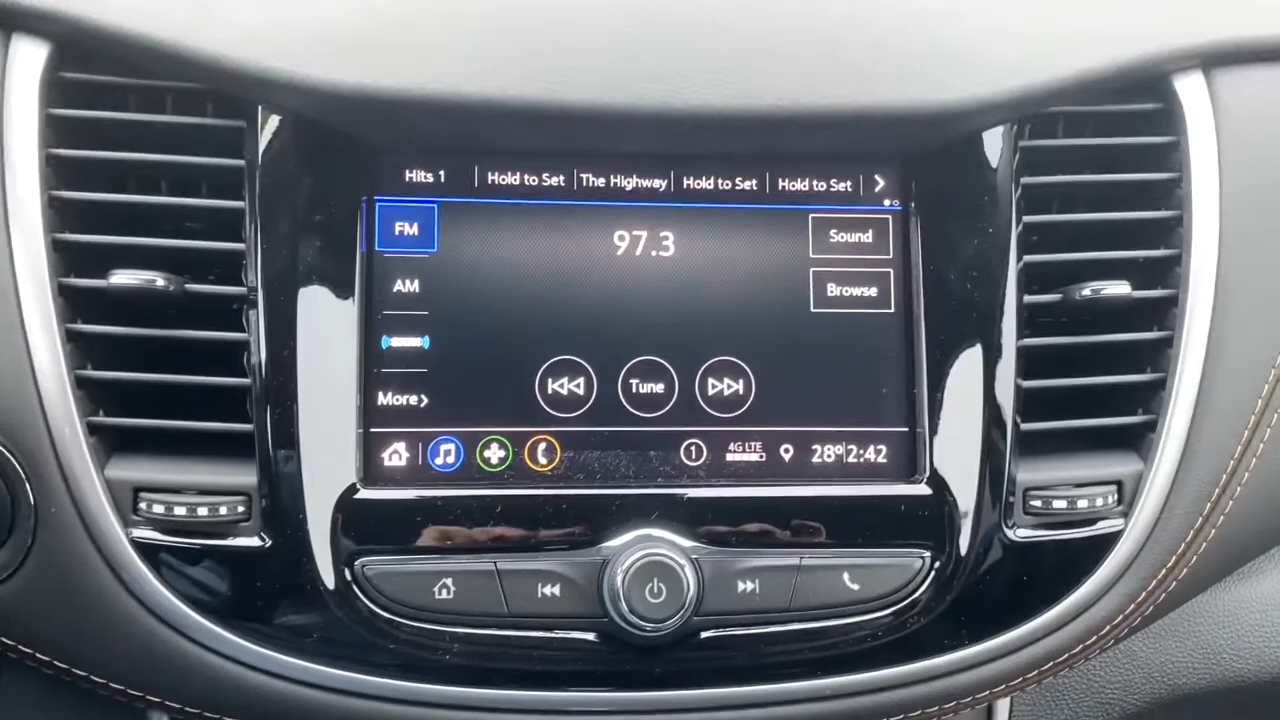 Hits 1 | Hold to Set | The Highway | Hold to Set | Hold to Set
FM
97.3
Sound
AM
Browse
More
Tune
1
4G LTE
28°
2:42